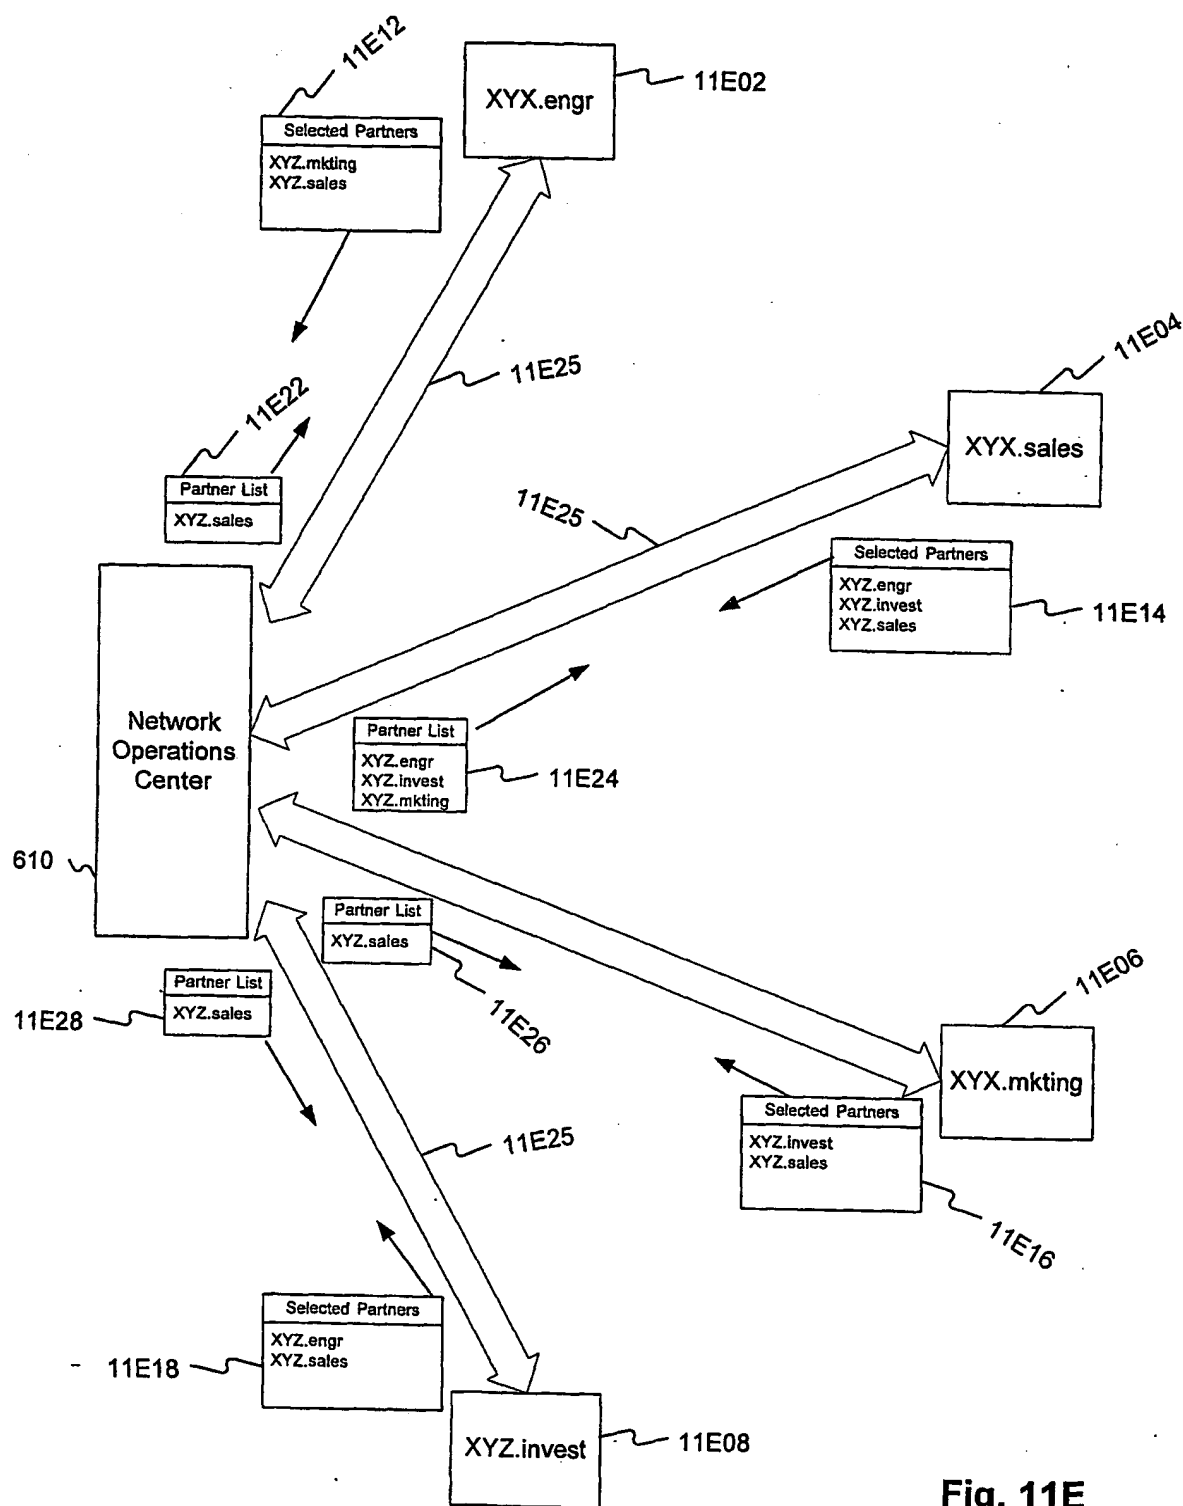 11E12
XYX.engr
11E02
Selected Partners
XYZ.mkting
XYZ.sales
11E25
11E04
11E22
XYX.sales
Partner List
XYZ.sales
11E25
Selected Partners
XYZ.engr
XYZ.invest
XYZ.sales
11E14
Network
Operations
Center
Partner List
XYZ.engr
XYZ.invest
XYZ.mkting
11E24
610
Partner List
XYZ.sales
11E26
Partner List
XYZ.sales
11E28
11E06
XYX.mkting
Selected Partners
XYZ.invest
XYZ.sales
11E16
11E25
Selected Partners
XYZ.engr
XYZ.sales
11E18
XYZ.invest
11E08
Fig. 11E